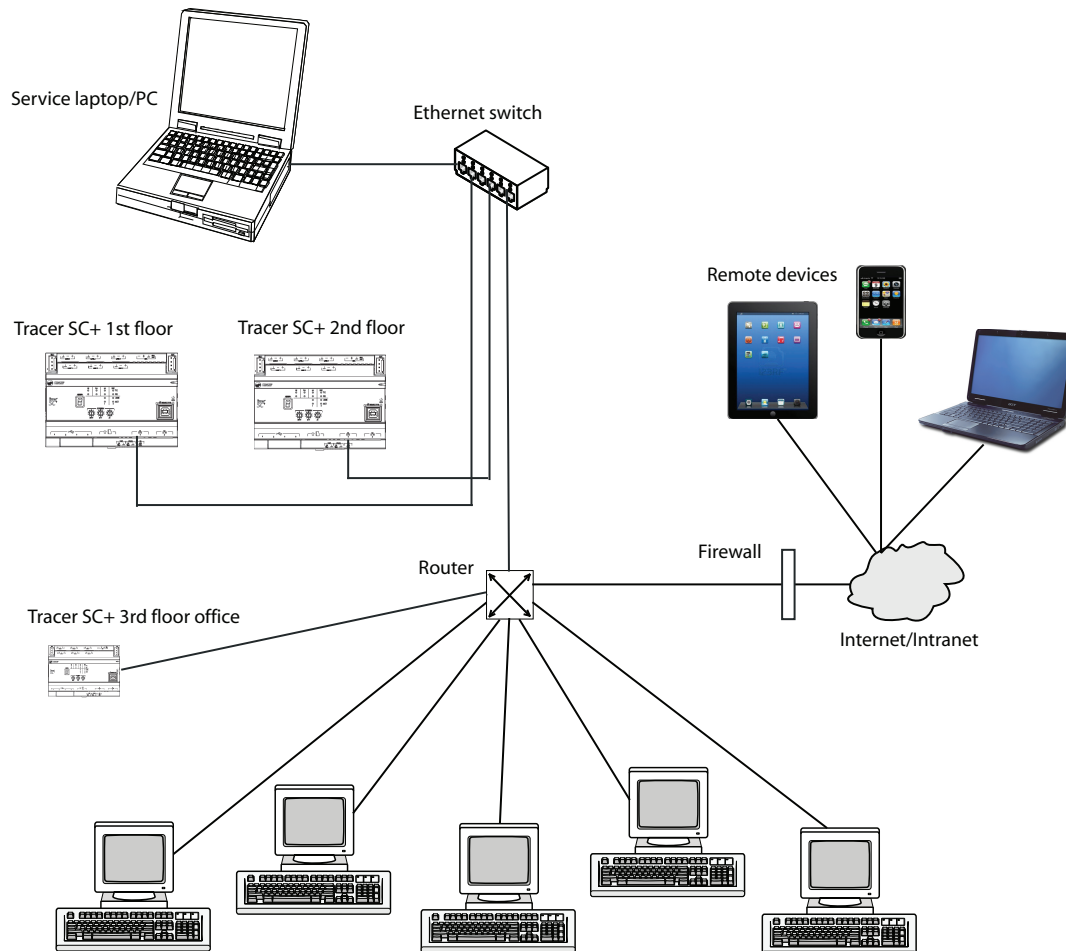 Service laptop/PC
Ethernet switch
Remote devices
Tracer SC+ 1st floor
Tracer SC+ 2nd floor
Firewall
Router
Tracer SC+ 3rd floor office
Internet/Intranet